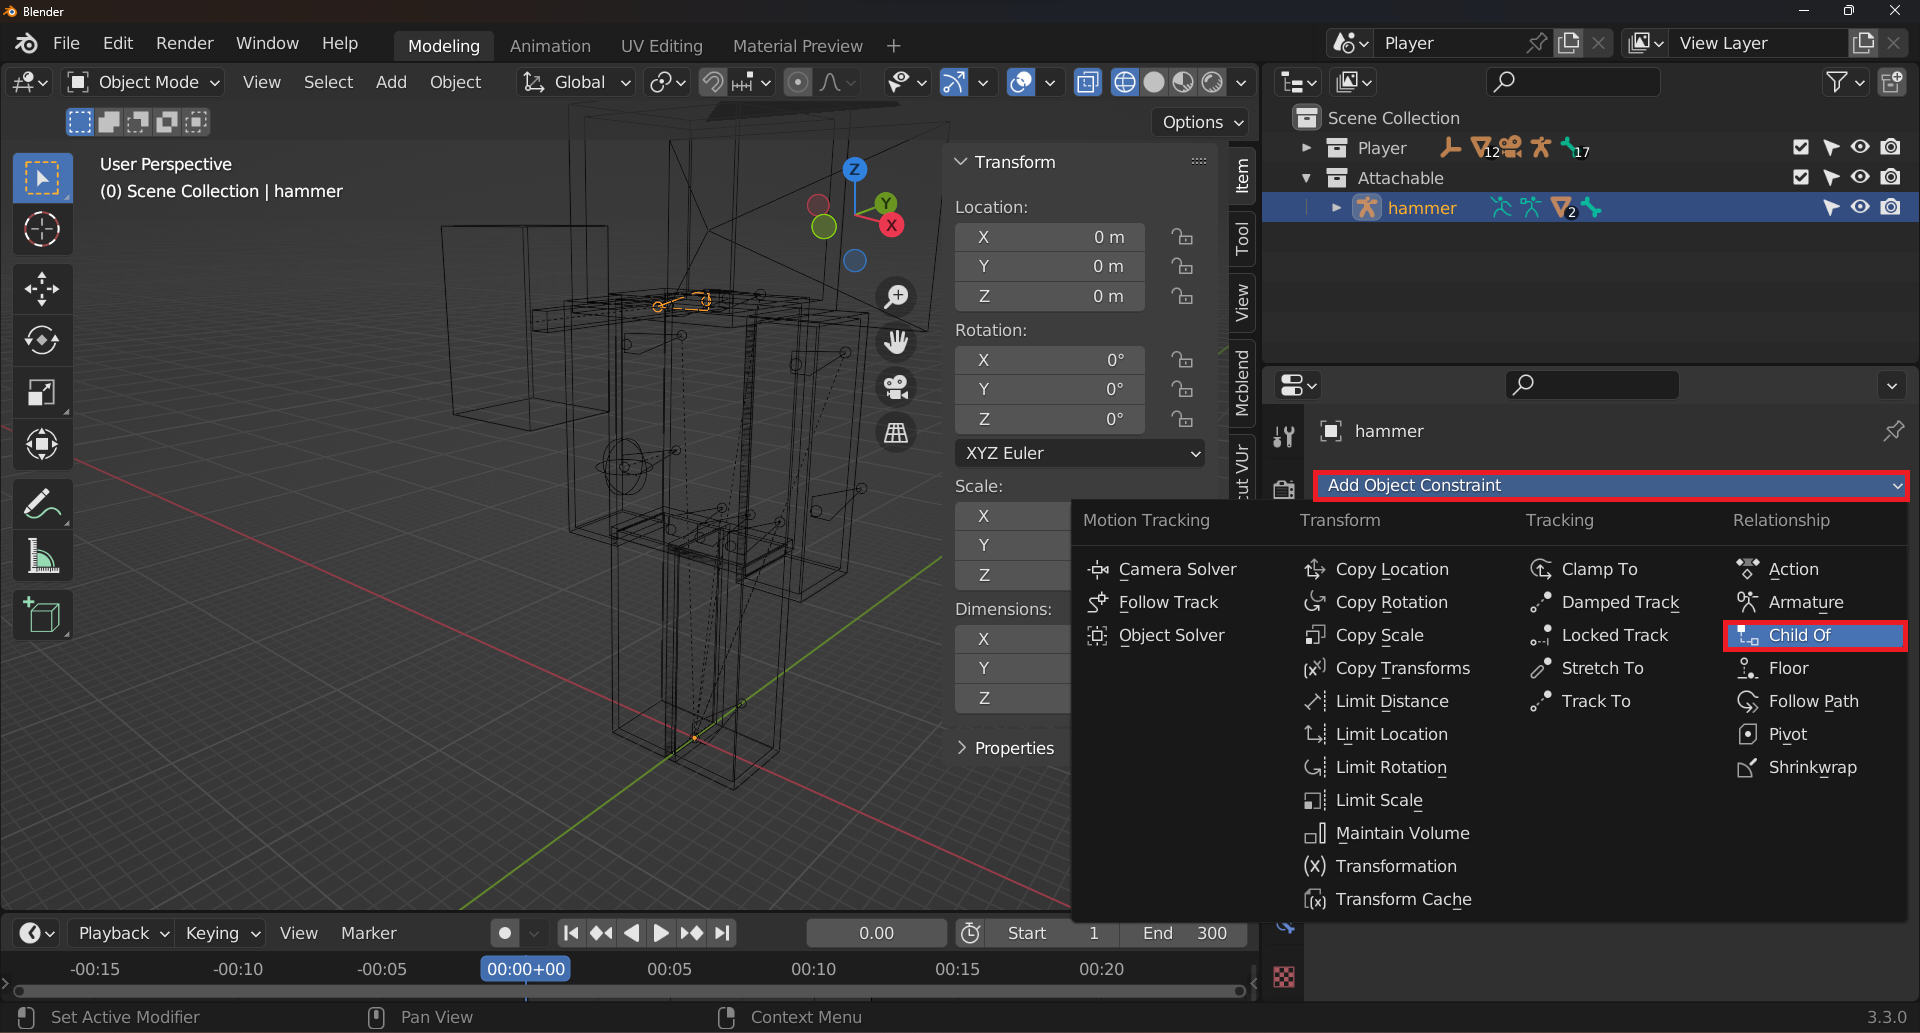 Blender
File Edit Render Window Help Modeling Animation UV Editing Material Preview + Player View Layer
Object Mode View Select Add Object Global
Options
User Perspective
(0) Scene Collection | hammer
Z
Y
X
Transform
Location:
X 0 m
Y 0 m
Z 0 m
Rotation:
X 0°
Y 0°
Z 0°
XYZ Euler
Scale:
X
Y
Z
Dimensions:
X
Y
Z
Properties
Item
Tool
View
Mcblend
cut VUr
Scene Collection
Player 12 17
Attachable
hammer 2
hammer
Add Object Constraint
Motion Tracking
Camera Solver
Follow Track
Object Solver
Transform
Copy Location
Copy Rotation
Copy Scale
Copy Transforms
Limit Distance
Limit Location
Limit Rotation
Limit Scale
Maintain Volume
Transformation
Transform Cache
Tracking
Clamp To
Damped Track
Locked Track
Stretch To
Track To
Relationship
Action
Armature
Child Of
Floor
Follow Path
Pivot
Shrinkwrap
Playback Keying View Marker 0.00 Start 1 End 300
-00:15 -00:10 -00:05 00:00+00 00:05 00:10 00:15 00:20
Set Active Modifier Pan View Context Menu 3.3.0